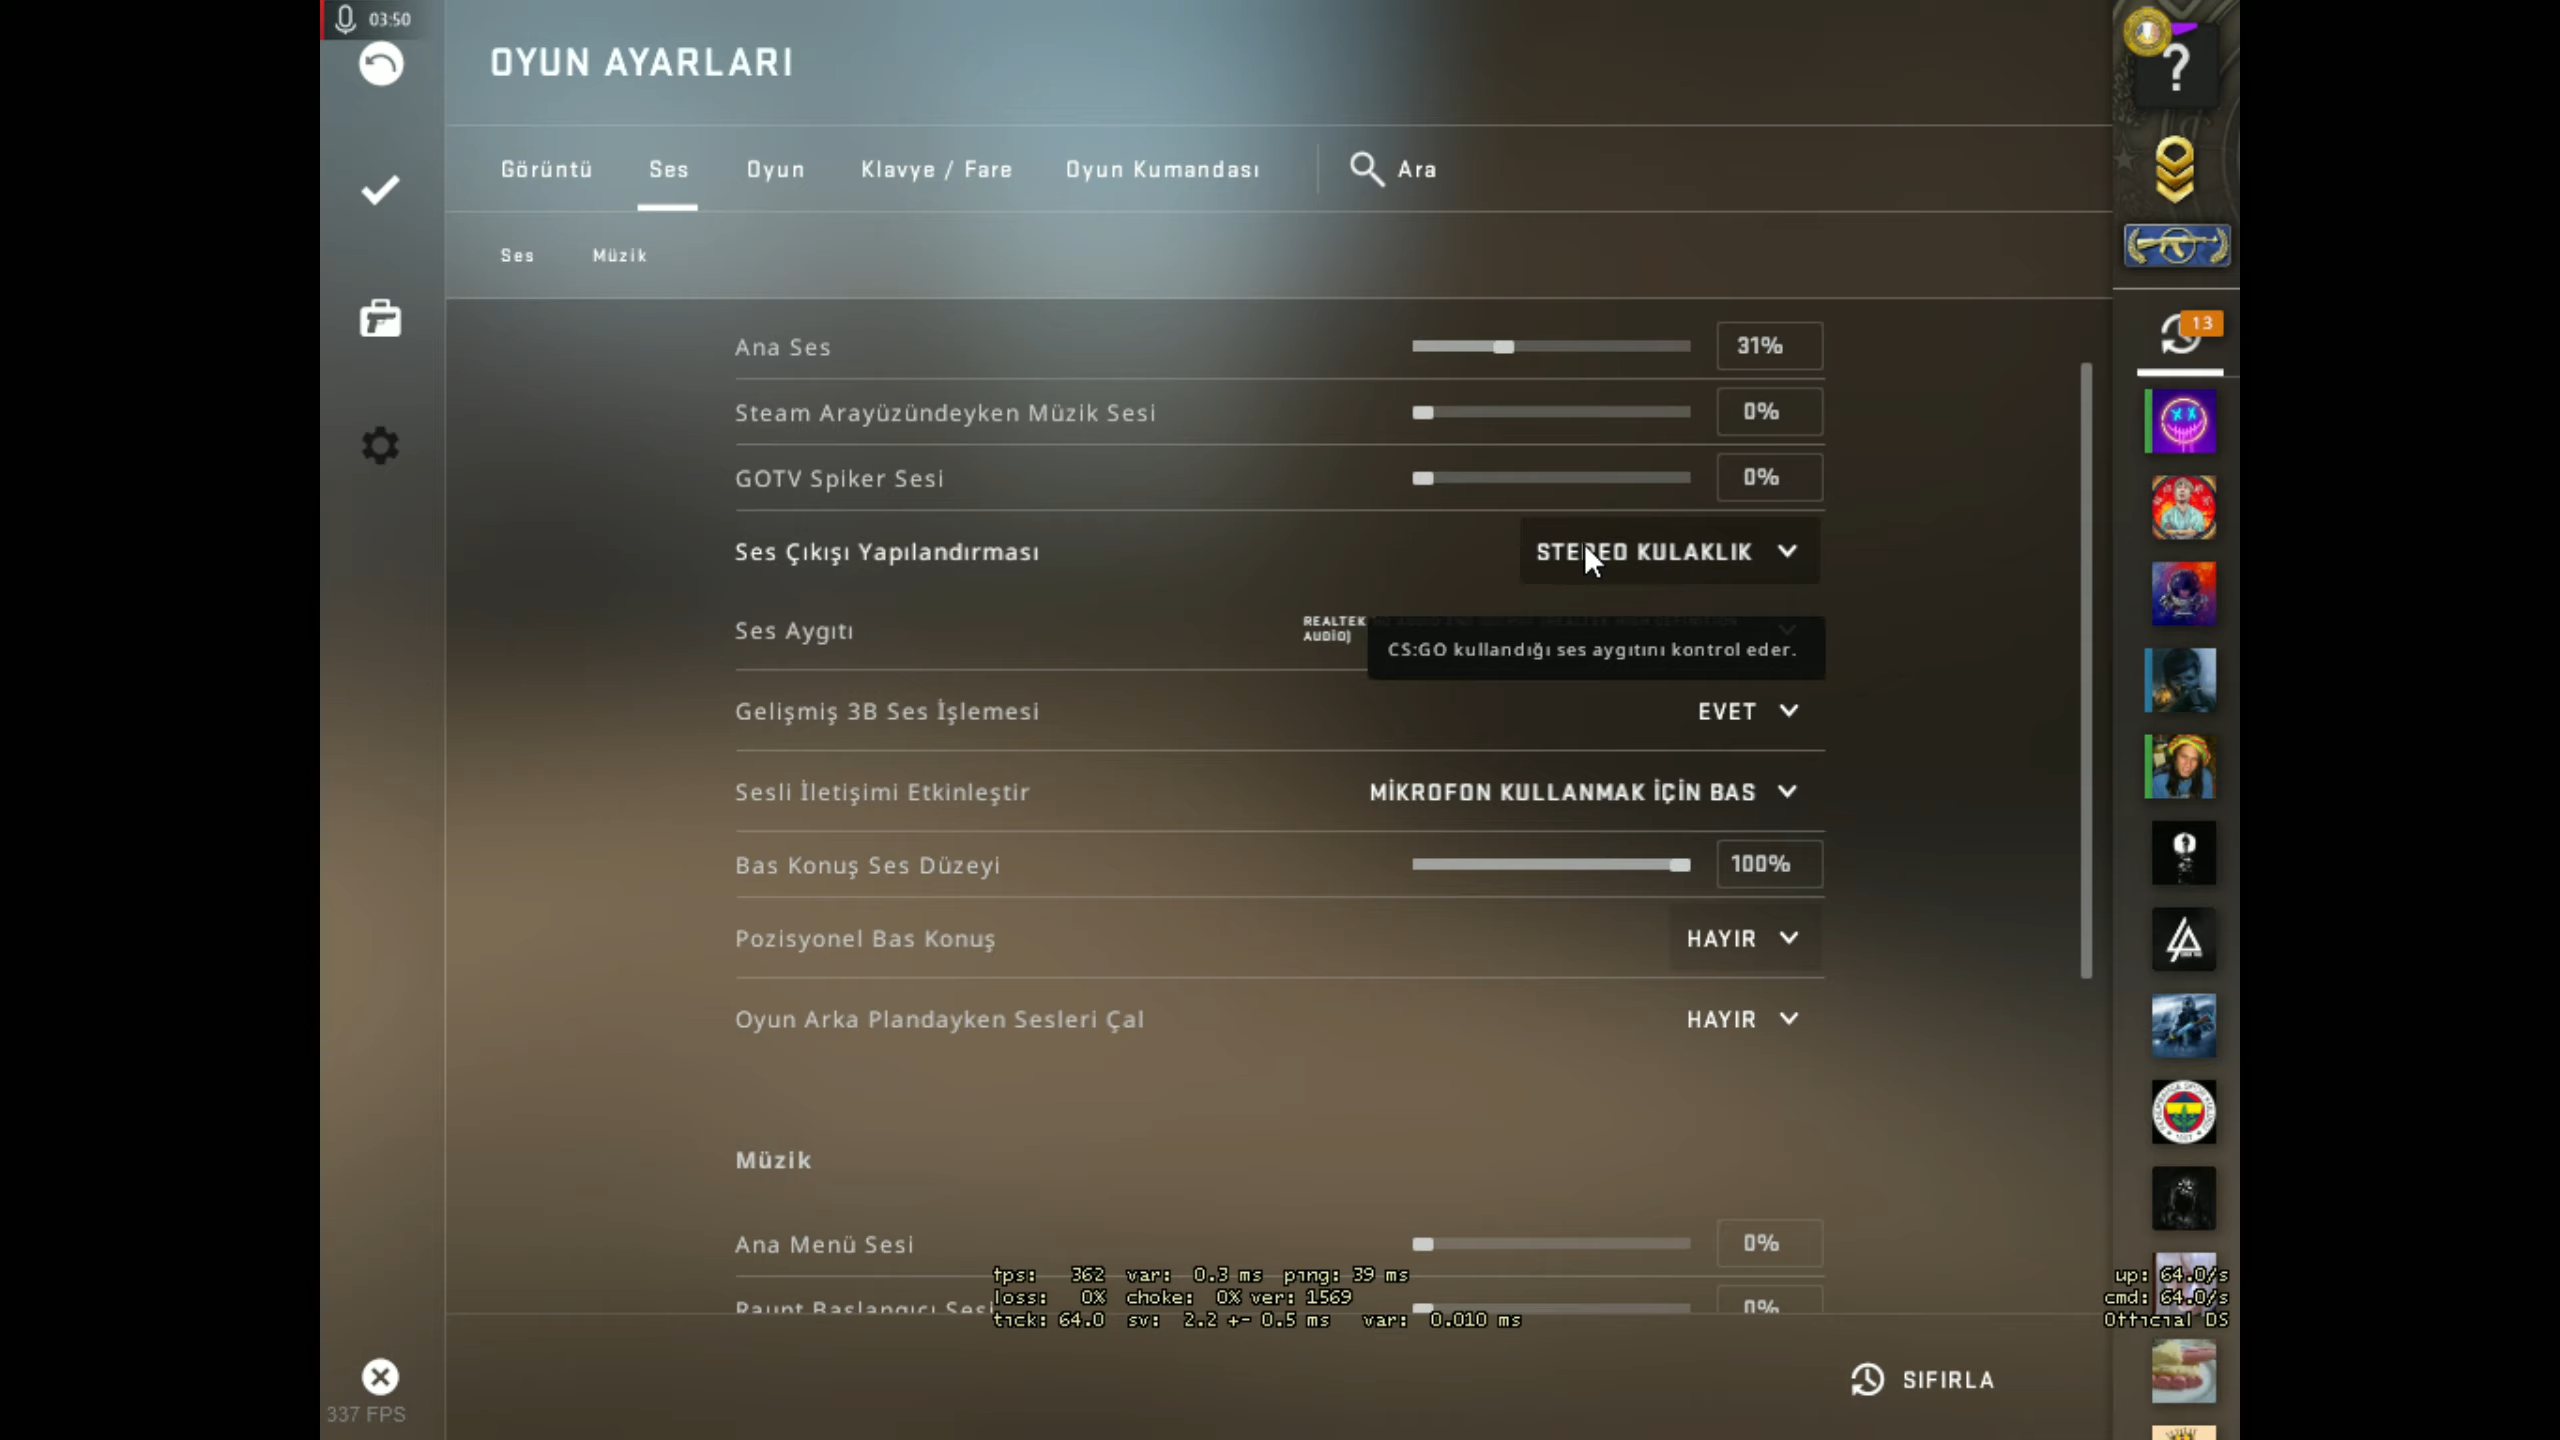 03:50
OYUN AYARLARI
Görüntü Ses Oyun Klavye / Fare Oyun Kumandası Ara
Ses Müzik
13
Ana Ses 31%
Steam Arayüzündeyken Müzik Sesi 0%
GOTV Spiker Sesi 0%
Ses Çıkışı Yapılandırması STEREO KULAKLIK
Ses Aygıtı REALTEK
AUDİO)
CS:GO kullandığı ses aygıtını kontrol eder.
Gelişmiş 3B Ses İşlemesi EVET
Sesli İletişimi Etkinleştir MİKROFON KULLANMAK İÇİN BAS
Bas Konuş Ses Düzeyi 100%
Pozisyonel Bas Konuş HAYIR
Oyun Arka Plandayken Sesleri Çal HAYIR
Müzik
Ana Menü Sesi 0%
fps: 362 var: 0.3 ms ping: 39 ms up: 64.0/s
Raunt Başlangıcı Sesi 0%
loss: 0% choke: 0% ver: 1569 cmd: 64.0/s
tick: 64.0 sv: 2.2 +- 0.5 ms var: 0.010 ms Official DS
SIFIRLA
337 FPS